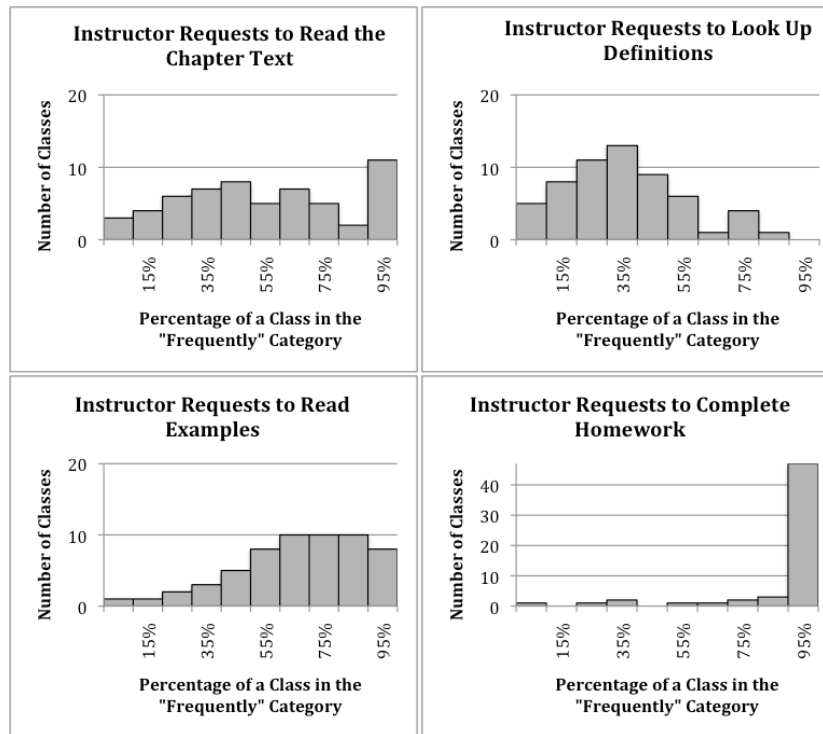 Instructor Requests to Read the
Chapter Text
20
10
0
Number of Classes
15%
35%
55%
75%
95%
Percentage of a Class in the
"Frequently" Category
Instructor Requests to Look Up
Definitions
20
10
0
Number of Classes
15%
35%
55%
75%
95%
Percentage of a Class in the
"Frequently" Category
Instructor Requests to Read
Examples
20
10
0
Number of Classes
15%
35%
55%
75%
95%
Percentage of a Class in the
"Frequently" Category
Instructor Requests to Complete
Homework
40
30
20
10
0
Number of Classes
15%
35%
55%
75%
95%
Percentage of a Class in the
"Frequently" Category